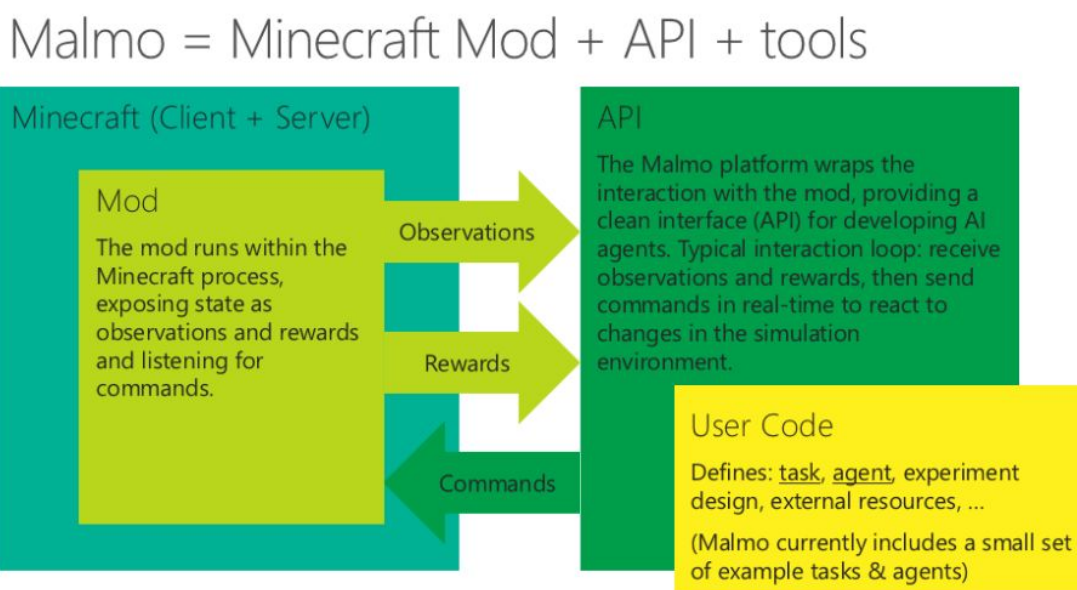 Malmo = Minecraft Mod + API + tools
Minecraft (Client + Server)
Mod
The mod runs within the
Minecraft process,
exposing state as
observations and rewards
and listening for
commands.
Observations
Rewards
Commands
API
The Malmo platform wraps the
interaction with the mod, providing a
clean interface (API) for developing AI
agents. Typical interaction loop: receive
observations and rewards, then send
commands in real-time to react to
changes in the simulation
environment.
User Code
Defines: task, agent, experiment
design, external resources, ...
(Malmo currently includes a small set
of example tasks & agents)